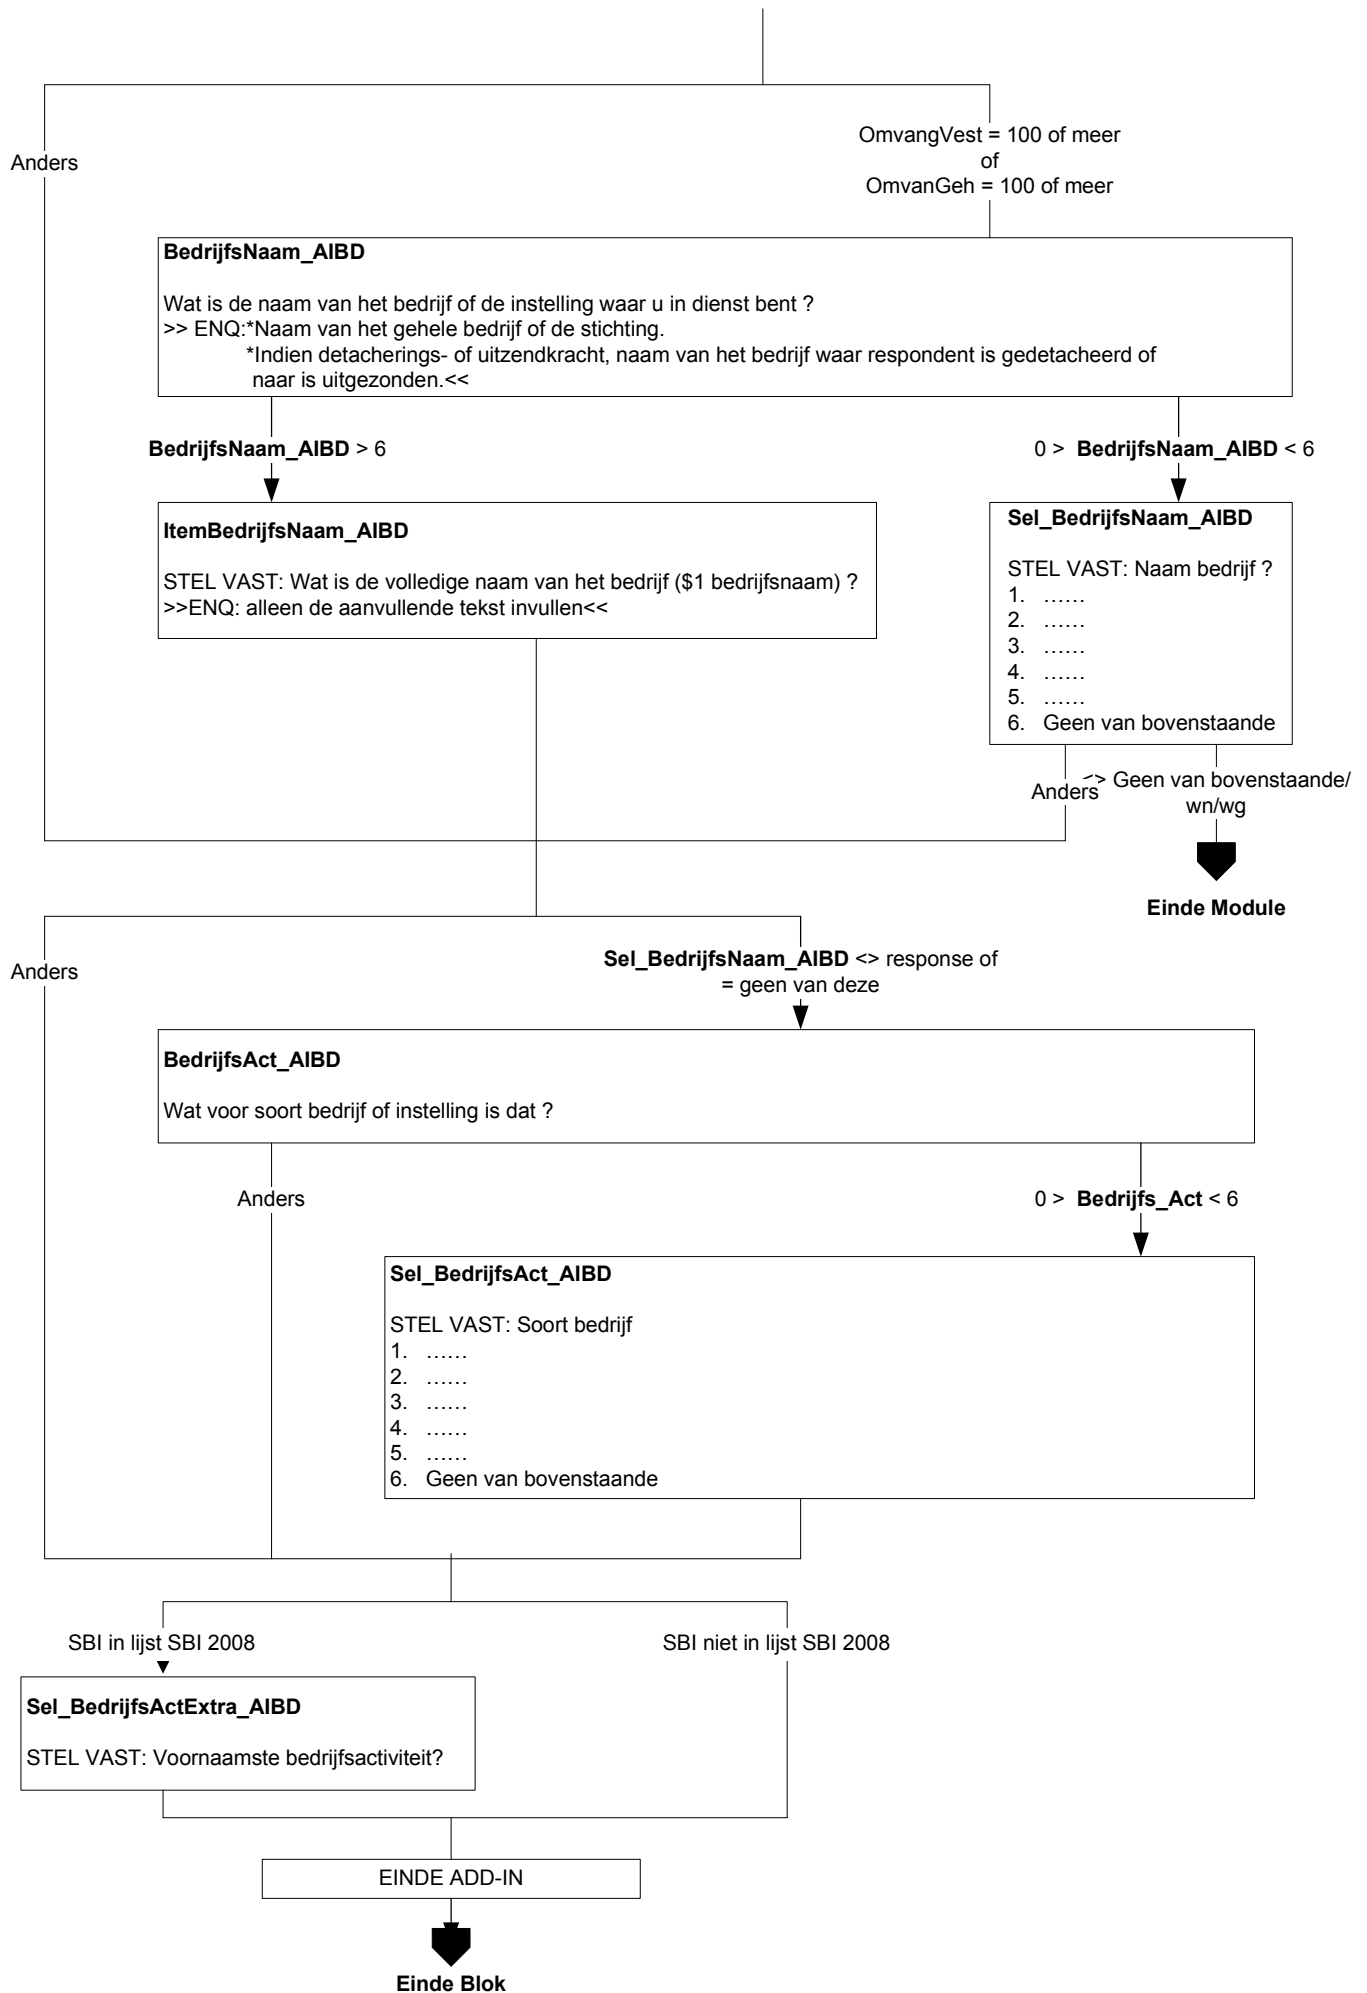 OmvangVest = 100 of meer
of
OmvanGeh = 100 of meer
Anders
BedrijfsNaam_AIBD
Wat is de naam van het bedrijf of de instelling waar u in dienst bent ?
>> ENQ:*Naam van het gehele bedrijf of de stichting.
*Indien detacherings- of uitzendkracht, naam van het bedrijf waar respondent is gedetacheerd of
naar is uitgezonden.<<
BedrijfsNaam_AIBD > 6
0 > BedrijfsNaam_AIBD < 6
ItemBedrijfsNaam_AIBD
STEL VAST: Wat is de volledige naam van het bedrijf ($1 bedrijfsnaam) ?
>>ENQ: alleen de aanvullende tekst invullen<<
Sel_BedrijfsNaam_AIBD
STEL VAST: Naam bedrijf ?
1. ……
2. ……
3. ……
4. ……
5. ……
6. Geen van bovenstaande
Anders
<> Geen van bovenstaande/
wn/wg
Einde Module
Anders
Sel_BedrijfsNaam_AIBD <> response of
= geen van deze
BedrijfsAct_AIBD
Wat voor soort bedrijf of instelling is dat ?
Anders
0 > Bedrijfs_Act < 6
Sel_BedrijfsAct_AIBD
STEL VAST: Soort bedrijf
1. ……
2. ……
3. ……
4. ……
5. ……
6. Geen van bovenstaande
SBI in lijst SBI 2008
SBI niet in lijst SBI 2008
Sel_BedrijfsActExtra_AIBD
STEL VAST: Voornaamste bedrijfsactiviteit?
EINDE ADD-IN
Einde Blok